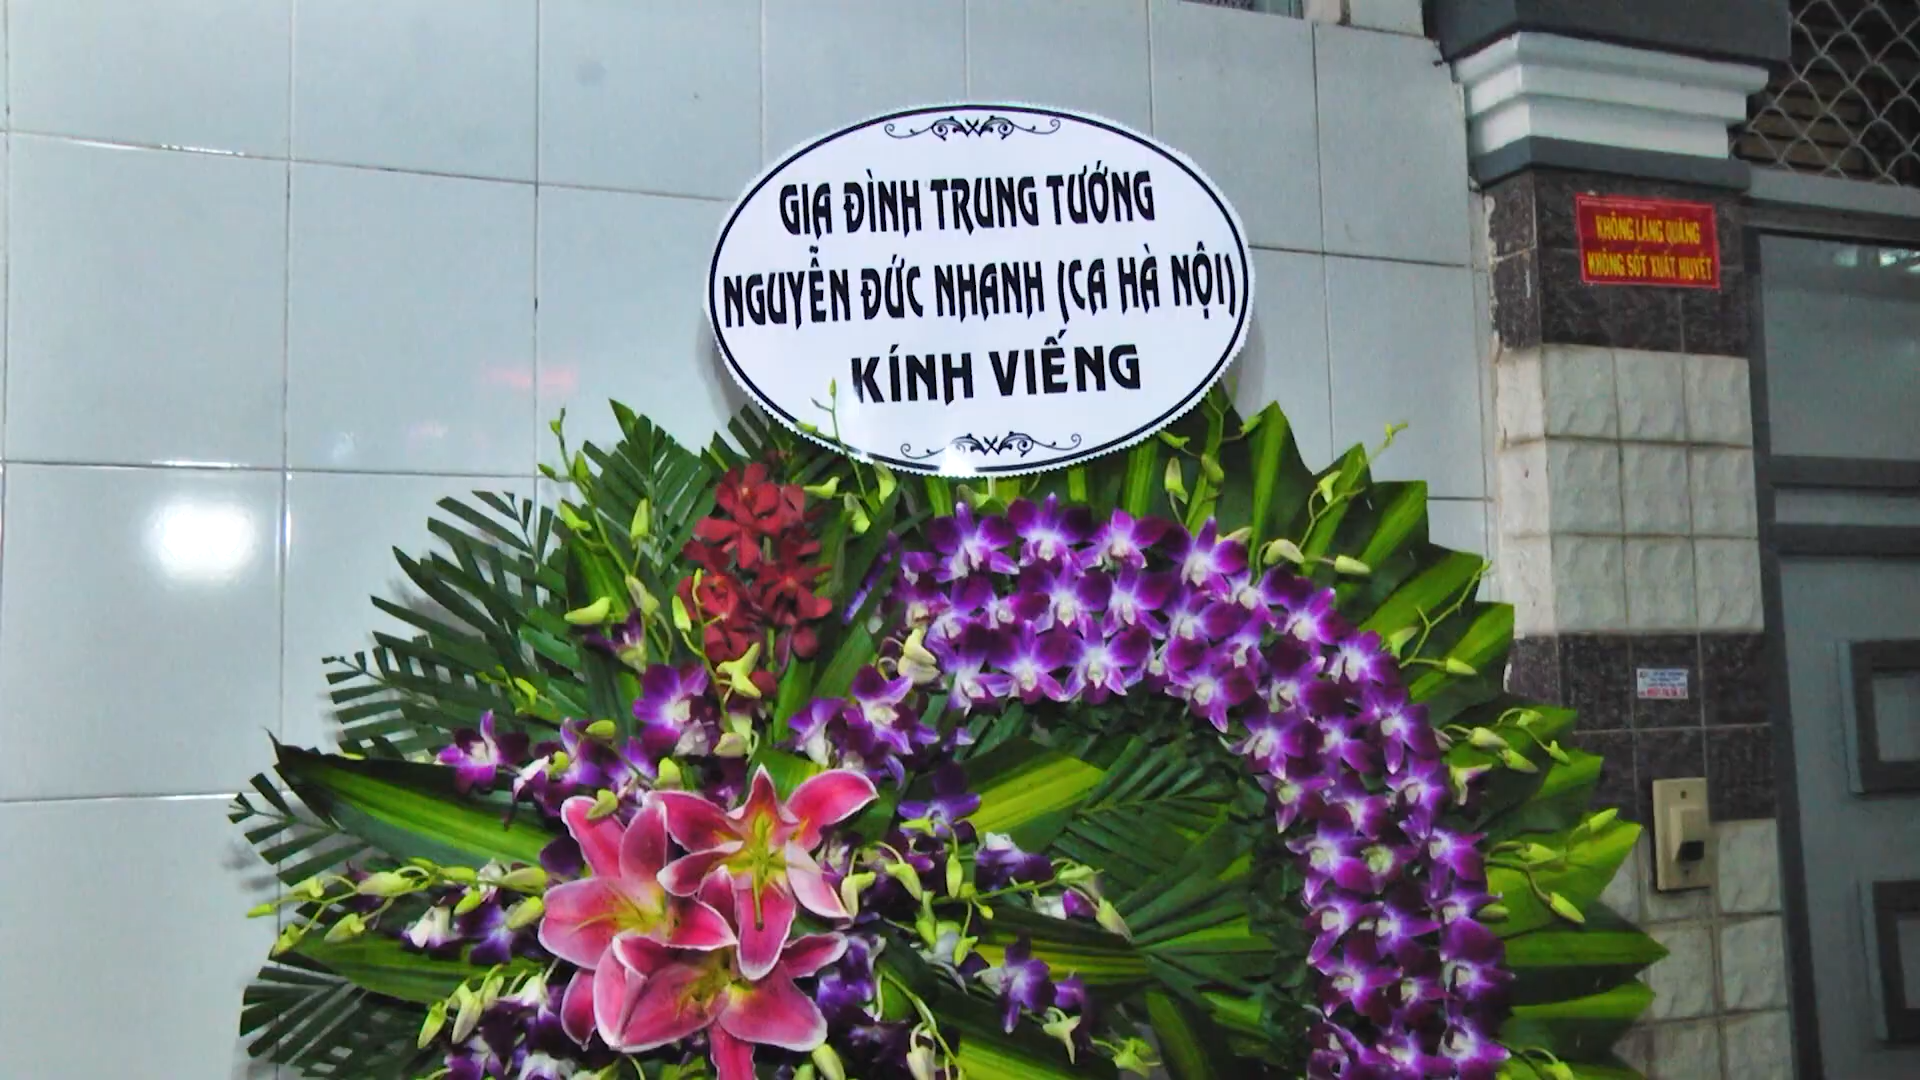 GIA ĐÌNH TRUNG TƯỚNG
NGUYỄN ĐỨC NHANH (CA HÀ NỘI)
KÍNH VIẾNG
KHÔNG LĂNG QUĂNG
KHÔNG SỐT XUẤT HUYẾT